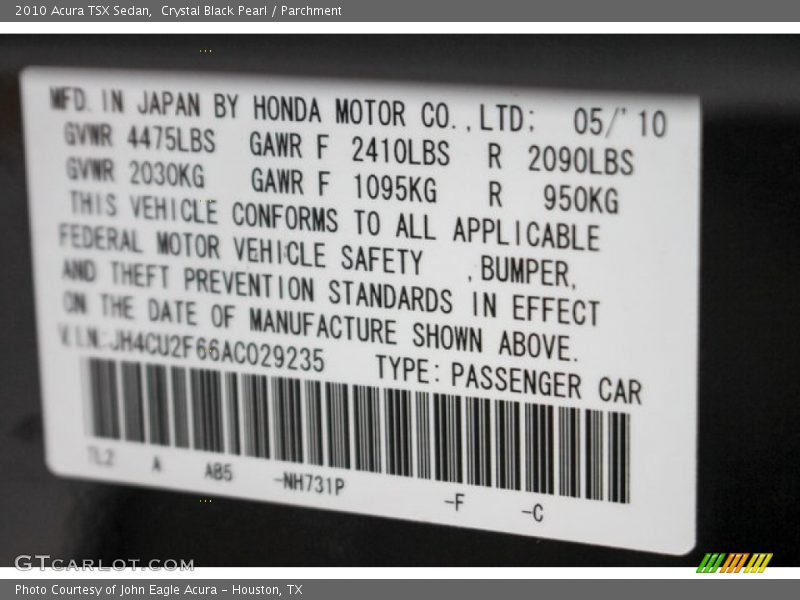 2010 Acura TSX Sedan, Crystal Black Pearl / Parchment
MFD. IN JAPAN BY HONDA MOTOR CO.,LTD; 05/'10
GVWR 4475LBS GAWR F 2410LBS R 2090LBS
GVWR 2030KG GAWR F 1095KG R 950KG
THIS VEHICLE CONFORMS TO ALL APPLICABLE
FEDERAL MOTOR VEHICLE SAFETY ,BUMPER,
AND THEFT PREVENTION STANDARDS IN EFFECT
ON THE DATE OF MANUFACTURE SHOWN ABOVE.
V.I.N:JH4CU2F66AC029235 TYPE: PASSENGER CAR
TL2 A AB5 -NH731P -F -C
GTCARLOT.COM
Photo Courtesy of John Eagle Acura - Houston, TX